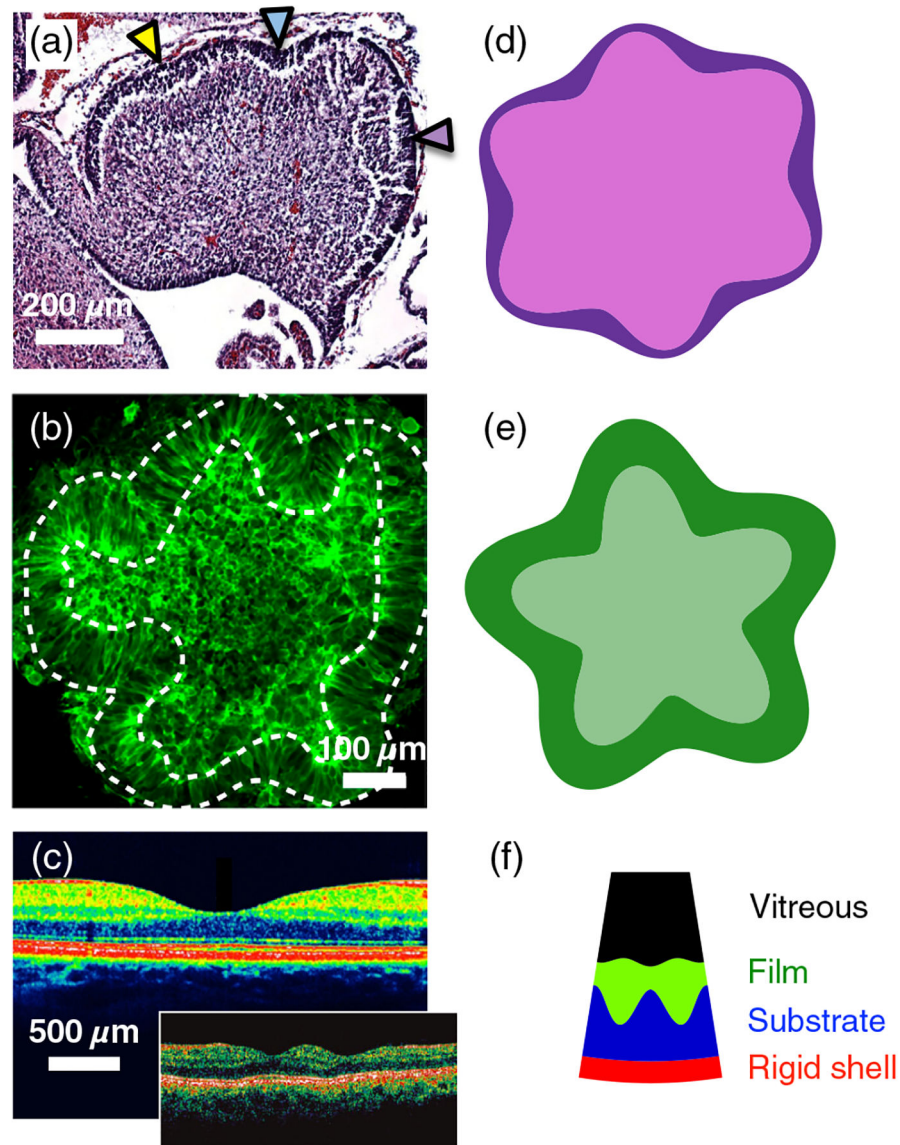 (a)
200 μm
(d)
(b)
100 μm
(e)
(c)
500 μm
(f)
Vitreous
Film
Substrate
Rigid shell